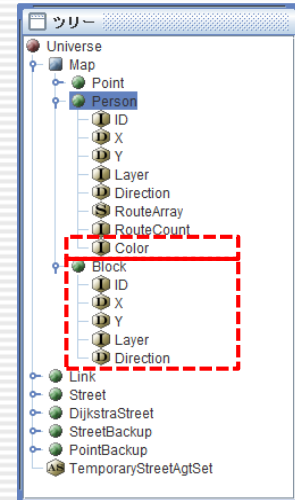 ツリー
Universe
Map
Point
Person
I ID
D X
D Y
I Layer
D Direction
S RouteArray
I RouteCount
I Color
Block
I ID
D X
D Y
I Layer
D Direction
Link
Street
DijkstraStreet
StreetBackup
PointBackup
AS TemporaryStreetAgtSet